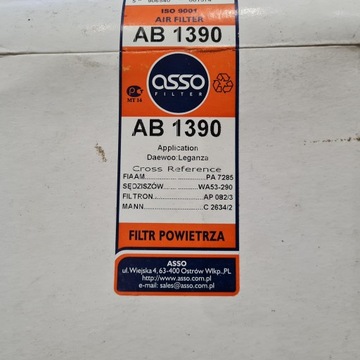 ISO 9001
AIR FILTER
AB 1390
asso
FILTER
MT 14
AB 1390
Application
Daewoo:Leganza
Cross Reference
FIAAM..................PA 7285
SĘDZISZÓW...........WA53-290
FILTRON...............AP 082/3
MANN..................C 2634/2
FILTR POWIETRZA
ASSO
ul.Wiejska 4, 63-400 Ostrów Wlkp.,PL
http://www.asso.com.pl
e-mail: sales@asso.com.pl